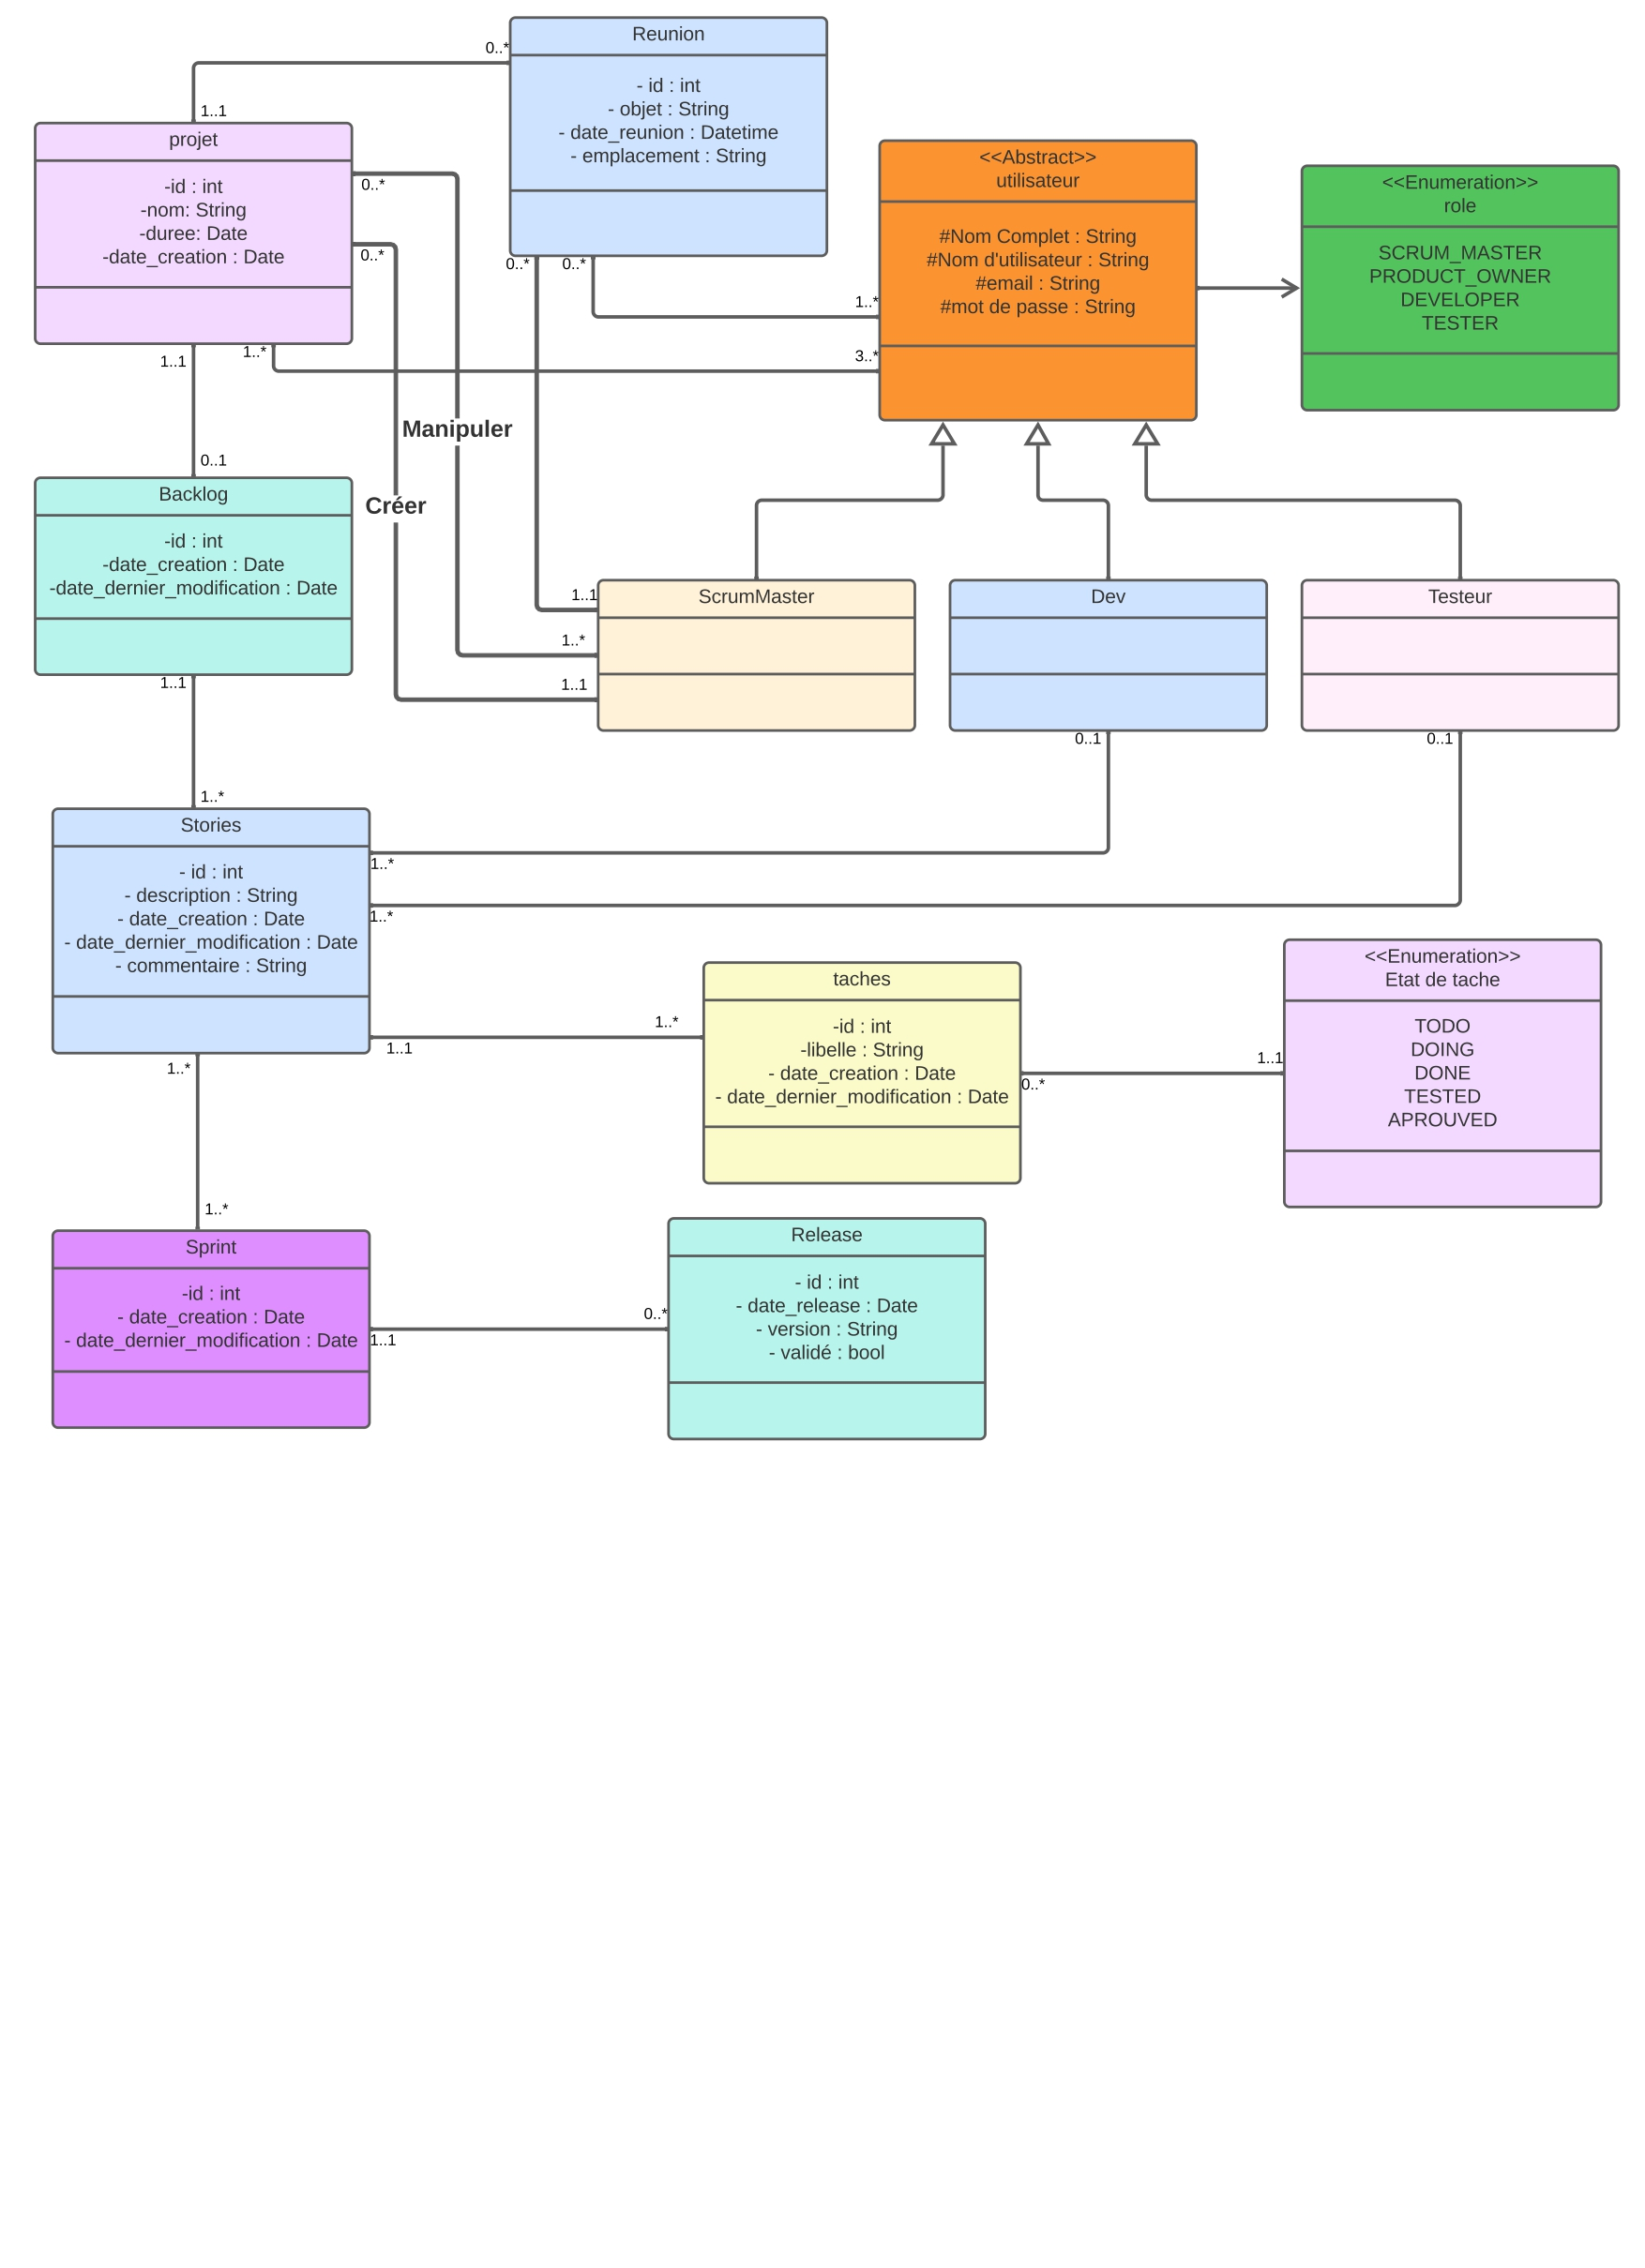 Reunion
- id : int
- objet : String
- date_reunion : Datetime
- emplacement : String
0..*
1..1
projet
-id : int
-nom: String
-duree: Date
-date_creation : Date
0..*
0..*
<<Abstract>>
utilisateur
#Nom Complet : String
#Nom d'utilisateur : String
#email : String
#mot de passe : String
<<Enumeration>>
role
SCRUM_MASTER
PRODUCT_OWNER
DEVELOPER
TESTER
0..*
0..*
1..*
1..1
1..*
3..*
Manipuler
Créer
0..1
Backlog
-id : int
-date_creation : Date
-date_dernier_modification : Date
1..1
1..1
1..*
1..1
ScrumMaster
Dev
Testeur
0..1
0..1
1..*
Stories
- id : int
- description : String
- date_creation : Date
- date_dernier_modification : Date
- commentaire : String
1..*
1..*
1..1
1..*
taches
-id : int
-libelle : String
- date_creation : Date
- date_dernier_modification : Date
0..*
1..1
<<Enumeration>>
Etat de tache
TODO
DOING
DONE
TESTED
APROUVED
1..*
1..*
Sprint
-id : int
- date_creation : Date
- date_dernier_modification : Date
1..1
0..*
Release
- id : int
- date_release : Date
- version : String
- validé : bool